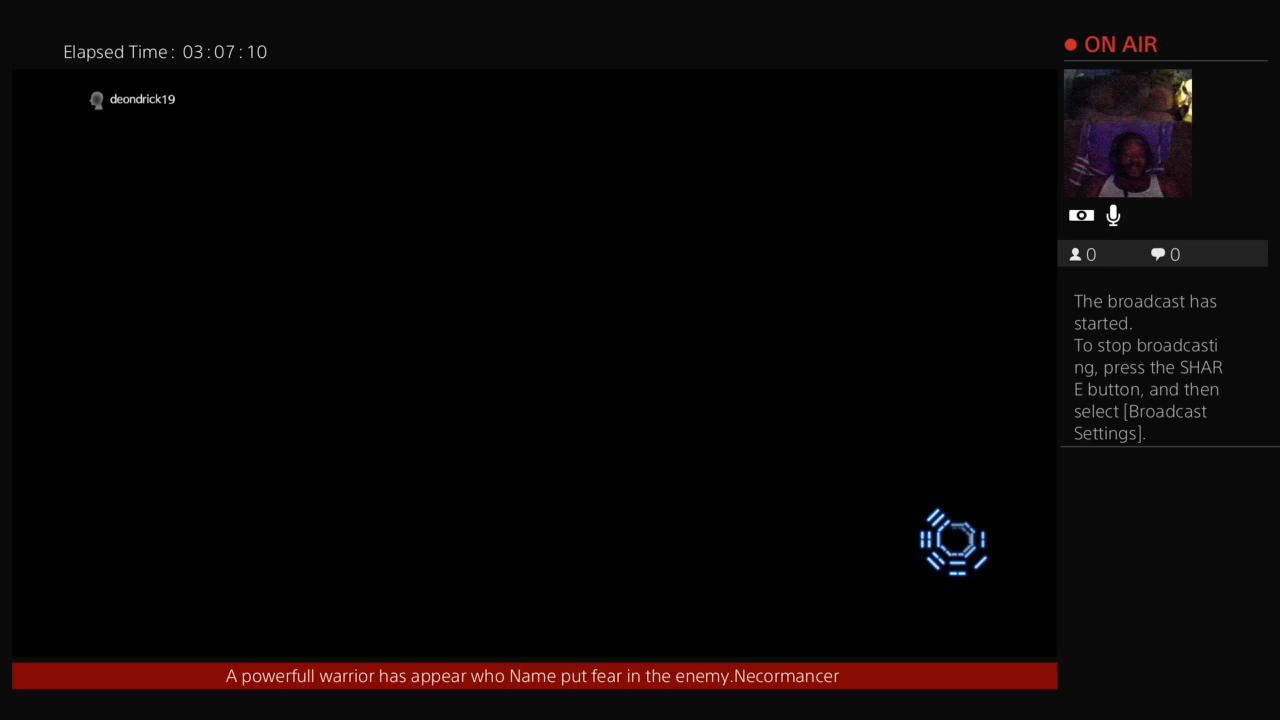 Elapsed Time: 03:07:10
ON AIR
deondrick19
0 0
The broadcast has
started.
To stop broadcasti
ng, press the SHAR
E button, and then
select [Broadcast
Settings].
A powerfull warrior has appear who Name put fear in the enemy.Necormancer